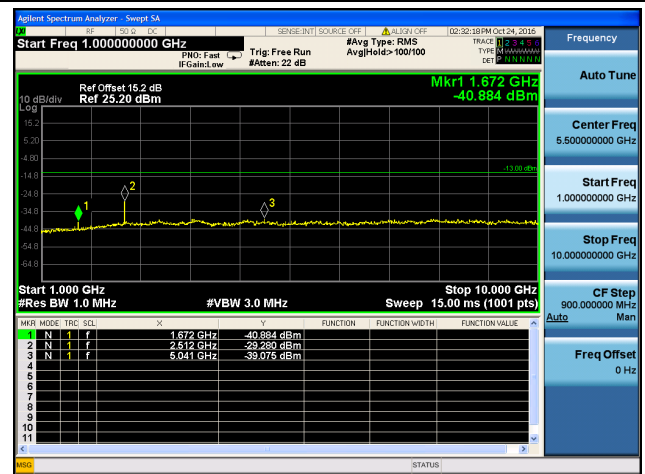 Agilent Spectrum Analyzer - Swept SA
LXI RF 50 Ω DC SENSE:INT SOURCE OFF ALIGN OFF 02:32:18 PM Oct 24, 2016
Start Freq 1.000000000 GHz
PNO: Fast
IFGain:Low
Trig: Free Run
#Atten: 22 dB
#Avg Type: RMS
Avg|Hold:>100/100
TRACE 1 2 3 4 5 6
TYPE M
DET P N N N N N
Mkr1 1.672 GHz
-40.884 dBm
Ref Offset 15.2 dB
10 dB/div Ref 25.20 dBm
Log
15.2
5.20
-4.80
-14.8
-24.8
-34.8
-44.8
-54.8
-64.8
-13.00 dBm
1
2
3
Start 1.000 GHz Stop 10.000 GHz
#Res BW 1.0 MHz #VBW 3.0 MHz Sweep 15.00 ms (1001 pts)
MKR MODE TRC SCL X Y FUNCTION FUNCTION WIDTH FUNCTION VALUE
1 N 1 f 1.672 GHz -40.884 dBm
2 N 1 f 2.512 GHz -29.280 dBm
3 N 1 f 5.041 GHz -39.075 dBm
4
5
6
7
8
9
10
11
MSG STATUS
Frequency
Auto Tune
Center Freq
5.500000000 GHz
Start Freq
1.000000000 GHz
Stop Freq
10.000000000 GHz
CF Step
900.000000 MHz
Auto Man
Freq Offset
0 Hz